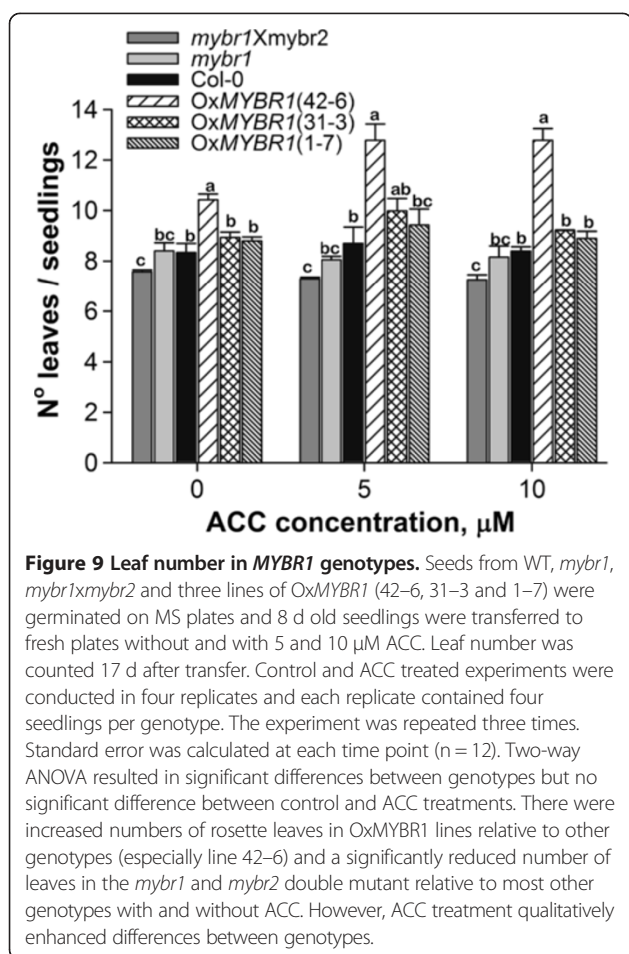 mybr1Xmybr2
mybr1
Col-0
OxMYBR1(42-6)
OxMYBR1(31-3)
OxMYBR1(1-7)
14
12
10
8
6
4
2
0
N° leaves / seedlings
c bc b a b b
c bc b a ab bc
c bc b a b b
0 5 10
ACC concentration, µM
Figure 9 Leaf number in MYBR1 genotypes. Seeds from WT, mybr1,
mybr1xmybr2 and three lines of OxMYBR1 (42–6, 31–3 and 1–7) were
germinated on MS plates and 8 d old seedlings were transferred to
fresh plates without and with 5 and 10 µM ACC. Leaf number was
counted 17 d after transfer. Control and ACC treated experiments were
conducted in four replicates and each replicate contained four
seedlings per genotype. The experiment was repeated three times.
Standard error was calculated at each time point (n = 12). Two-way
ANOVA resulted in significant differences between genotypes but no
significant difference between control and ACC treatments. There were
increased numbers of rosette leaves in OxMYBR1 lines relative to other
genotypes (especially line 42–6) and a significantly reduced number of
leaves in the mybr1 and mybr2 double mutant relative to most other
genotypes with and without ACC. However, ACC treatment qualitatively
enhanced differences between genotypes.